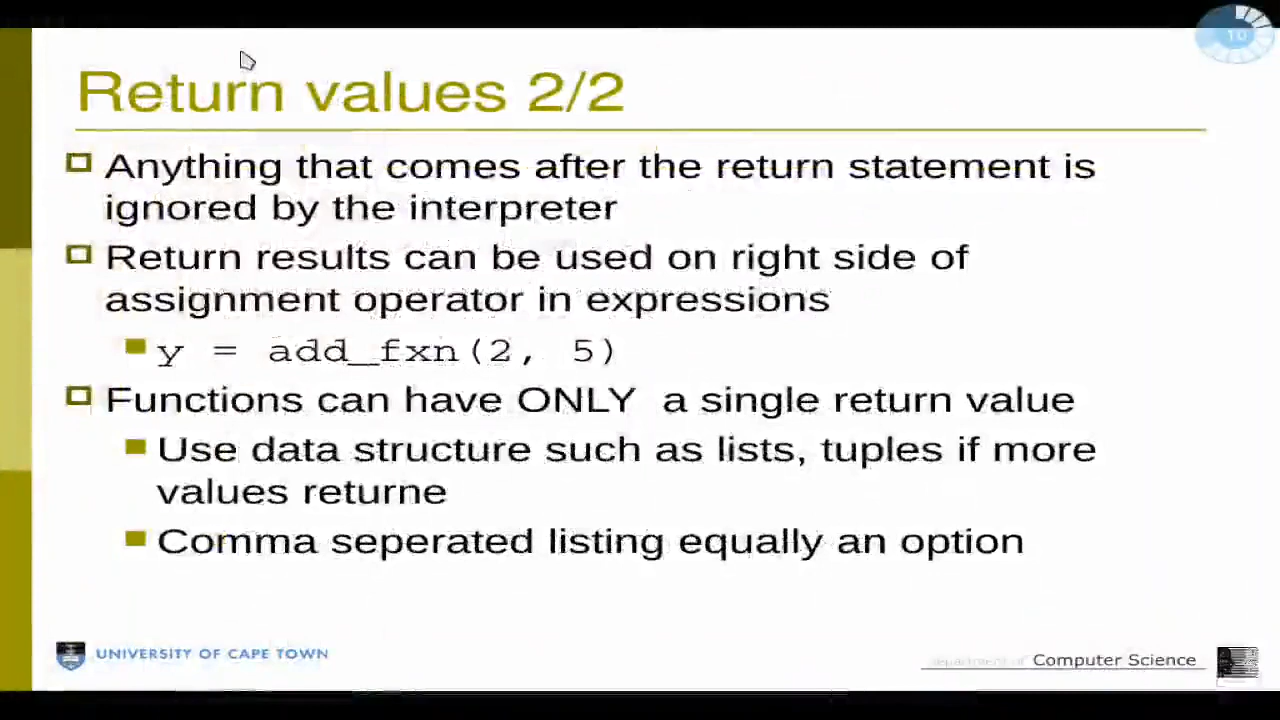 10
Return values 2/2
Anything that comes after the return statement is
ignored by the interpreter
Return results can be used on right side of
assignment operator in expressions
y = add_fxn(2, 5)
Functions can have ONLY a single return value
Use data structure such as lists, tuples if more
values returne
Comma seperated listing equally an option
UNIVERSITY OF CAPE TOWN
department of Computer Science